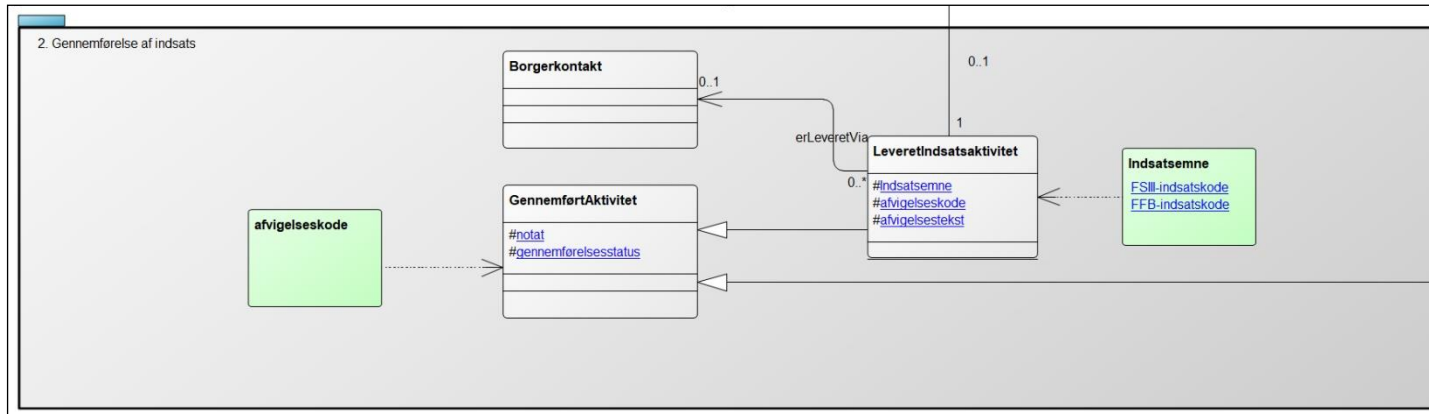 2. Gennemførelse af indsats
Borgerkontakt
0..1
0..1
1
erLeveretVia
0..*
LeveretIndsatsaktivitet
#Indsatsemne
#afvigelseskode
#afvigelsestekst
Indsatsemne
FSIII-indsatskode
FFB-indsatskode
GennemførtAktivitet
#notat
#gennemførelsesstatus
afvigelseskode